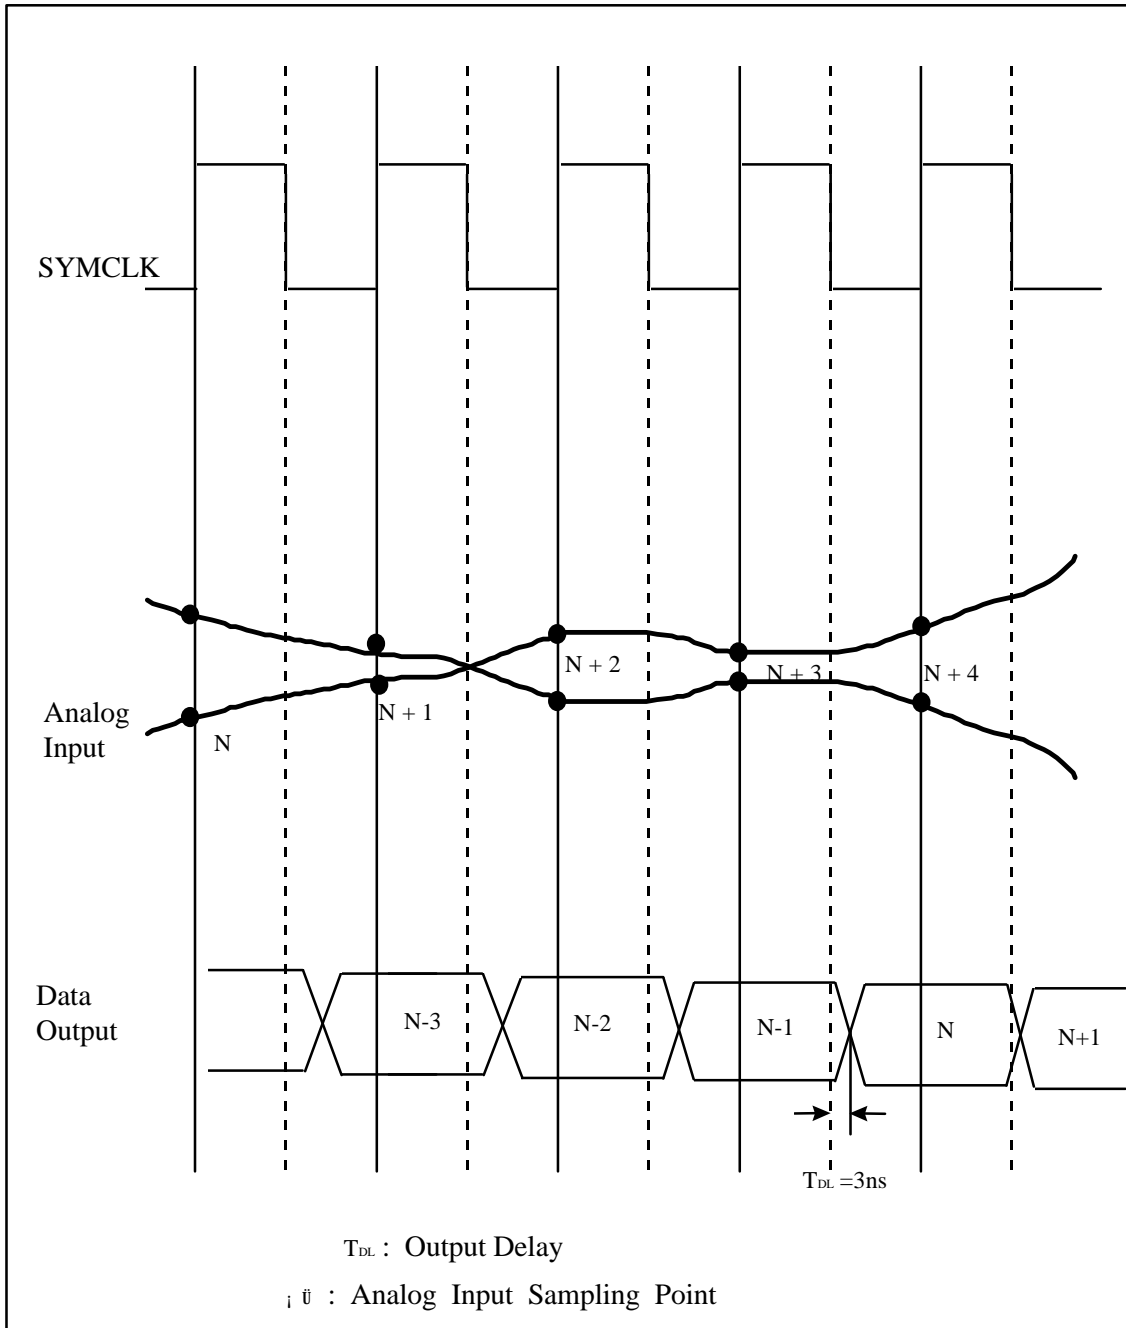 SYMCLK
N + 2
N + 3
N + 4
N + 1
Analog
Input
N
Data
Output
N-3
N-2
N-1
N
N+1
TDL =3ns
TDL : Output Delay
¡ Ü : Analog Input Sampling Point